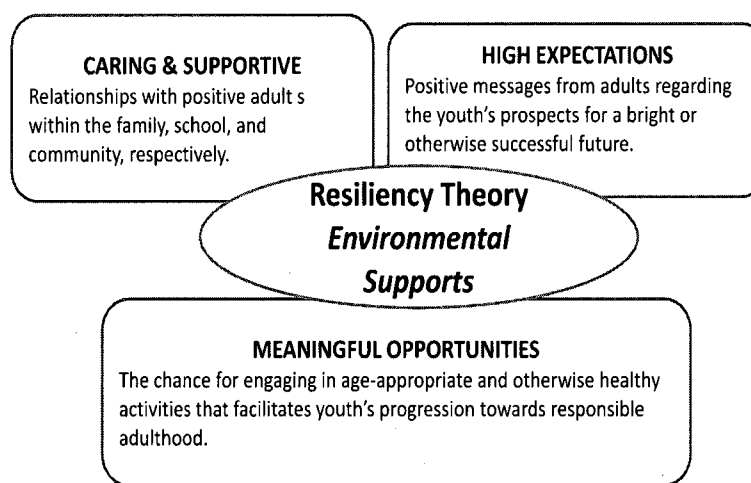 CARING & SUPPORTIVE
Relationships with positive adult s
within the family, school, and
community, respectively.
HIGH EXPECTATIONS
Positive messages from adults regarding
the youth's prospects for a bright or
otherwise successful future.
Resiliency Theory
Environmental
Supports
MEANINGFUL OPPORTUNITIES
The chance for engaging in age-appropriate and otherwise healthy
activities that facilitates youth's progression towards responsible
adulthood.